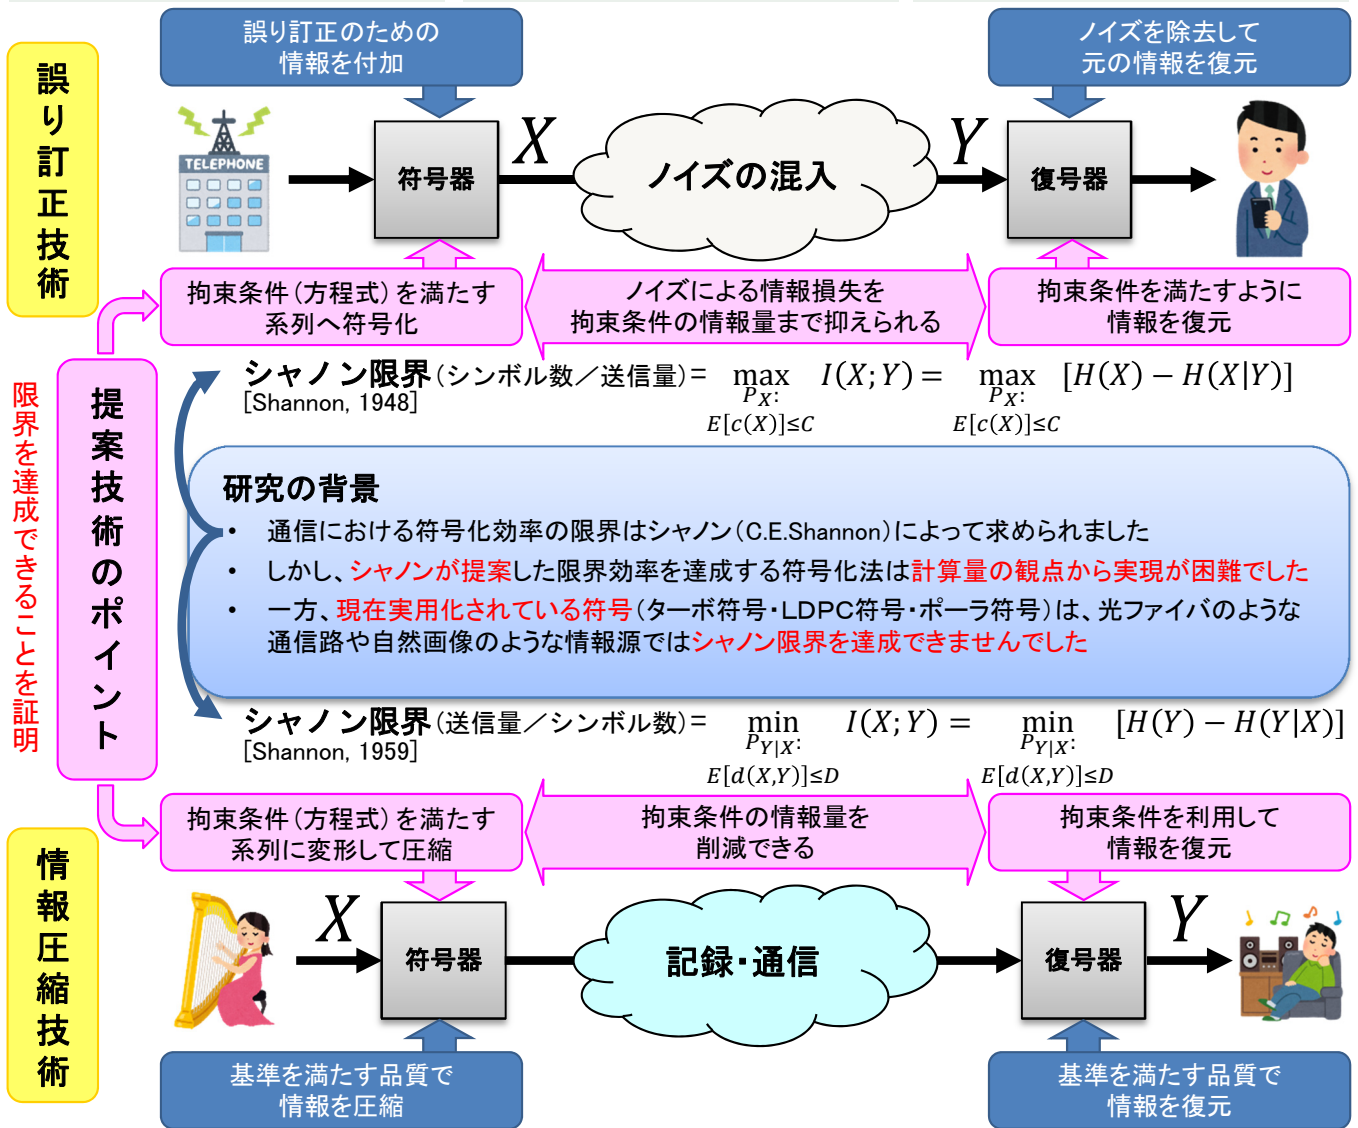 誤り訂正のための
情報を付加
ノイズを除去して
元の情報を復元
誤り訂正技術
TELEPHONE
符号器
X
ノイズの混入
Y
復号器
拘束条件(方程式)を満たす
系列へ符号化
ノイズによる情報損失を
拘束条件の情報量まで抑えられる
拘束条件を満たすように
情報を復元
シャノン限界(シンボル数/送信量)= max I(X;Y) = max [H(X) − H(X|Y)]
[Shannon, 1948]
P_X: P_X:
E[c(X)]≤C E[c(X)]≤C
提案技術のポイント
限界を達成できることを証明
研究の背景
• 通信における符号化効率の限界はシャノン(C.E.Shannon)によって求められました
• しかし、シャノンが提案した限界効率を達成する符号化法は計算量の観点から実現が困難でした
• 一方、現在実用化されている符号(ターボ符号・LDPC符号・ポーラ符号)は、光ファイバのような
通信路や自然画像のような情報源ではシャノン限界を達成できませんでした
シャノン限界(送信量/シンボル数)= min I(X;Y) = min [H(Y) − H(Y|X)]
[Shannon, 1959]
P_{Y|X}: P_{Y|X}:
E[d(X,Y)]≤D E[d(X,Y)]≤D
拘束条件(方程式)を満たす
系列に変形して圧縮
拘束条件の情報量を
削減できる
拘束条件を利用して
情報を復元
情報圧縮技術
X
符号器
記録・通信
復号器
Y
基準を満たす品質で
情報を圧縮
基準を満たす品質で
情報を復元